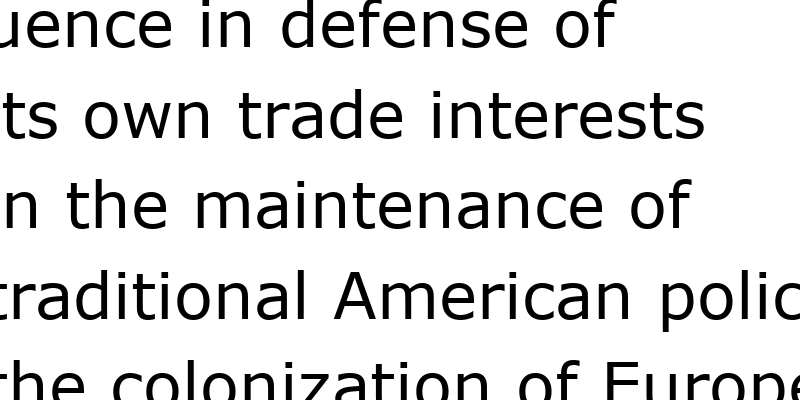 uence in defense of
ts own trade interests
n the maintenance of
traditional American polic
the colonization of Europe